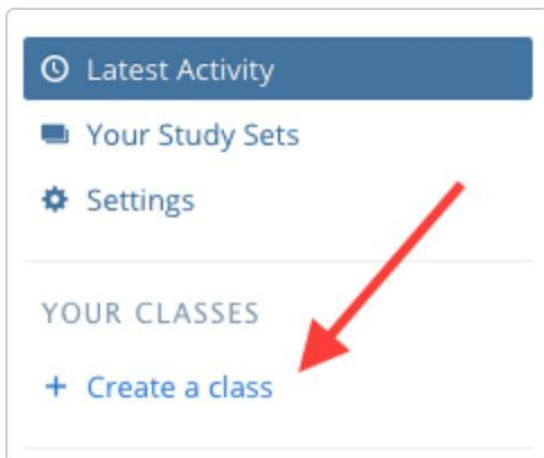 Latest Activity
Your Study Sets
Settings
YOUR CLASSES
+ Create a class